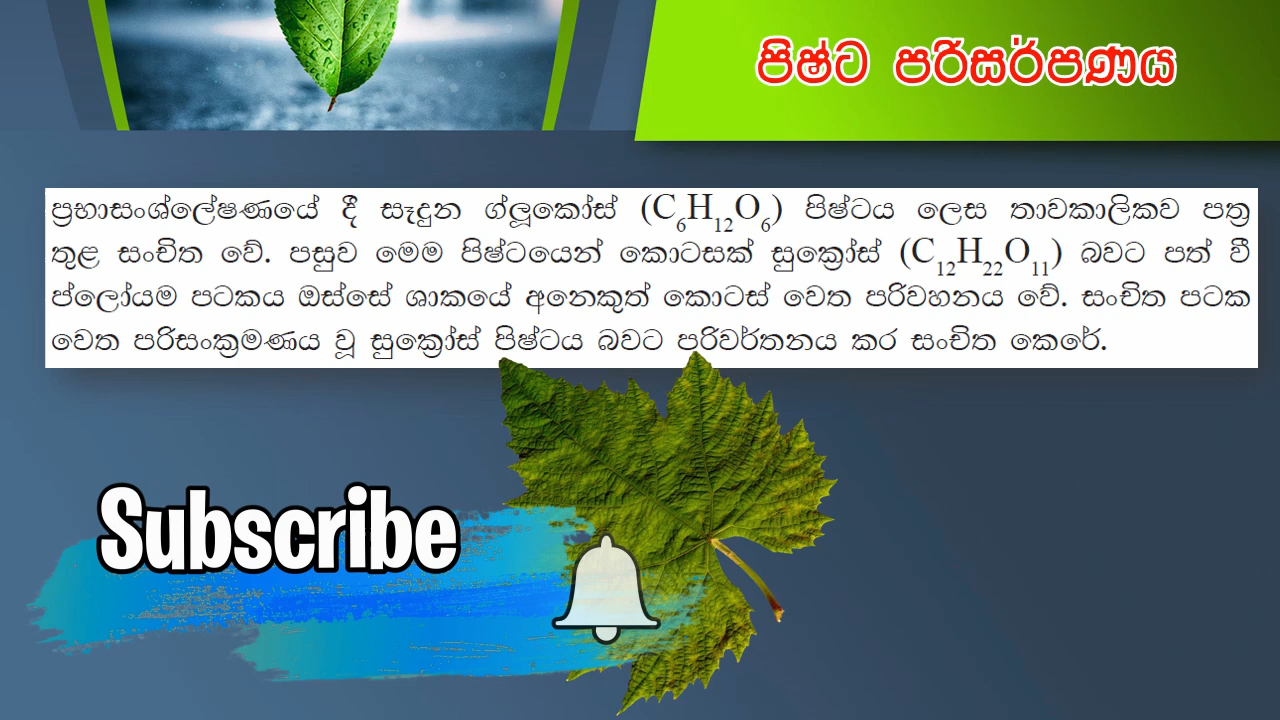 පිෂ්ට පරිසර්පණය
ප්‍රභාසංශ්ලේෂණයේ දී සෑදුන ග්ලූකෝස් (C₆H₁₂O₆) පිෂ්ටය ලෙස තාවකාලිකව පත්‍ර
තුළ සංචිත වේ. පසුව මෙම පිෂ්ටයෙන් කොටසක් සුක්‍රෝස් (C₁₂H₂₂O₁₁) බවට පත් වී
ප්ලෝයම පටකය ඔස්සේ ශාකයේ අනෙකුත් කොටස් වෙත පරිවහනය වේ. සංචිත පටක
වෙත පරිසංක්‍රමණය වූ සුක්‍රෝස් පිෂ්ටය බවට පරිවර්තනය කර සංචිත කෙරේ.
Subscribe